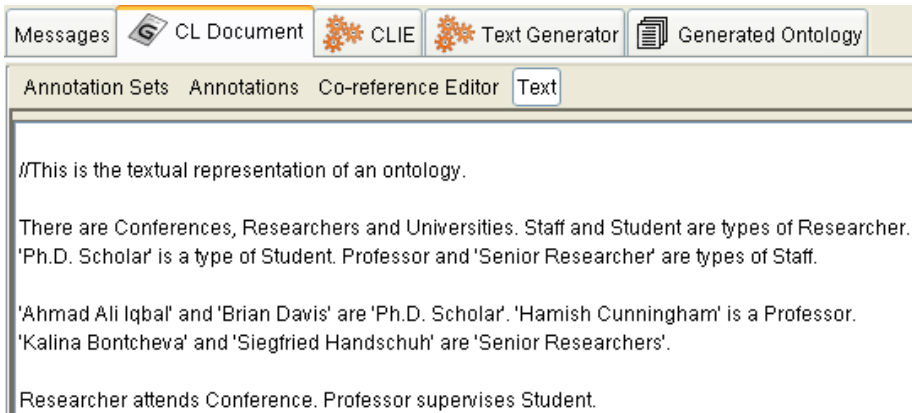 Messages CL Document CLIE Text Generator Generated Ontology
Annotation Sets Annotations Co-reference Editor Text
//This is the textual representation of an ontology.
There are Conferences, Researchers and Universities. Staff and Student are types of Researcher.
'Ph.D. Scholar' is a type of Student. Professor and 'Senior Researcher' are types of Staff.
'Ahmad Ali Iqbal' and 'Brian Davis' are 'Ph.D. Scholar'. 'Hamish Cunningham' is a Professor.
'Kalina Bontcheva' and 'Siegfried Handschuh' are 'Senior Researchers'.
Researcher attends Conference. Professor supervises Student.